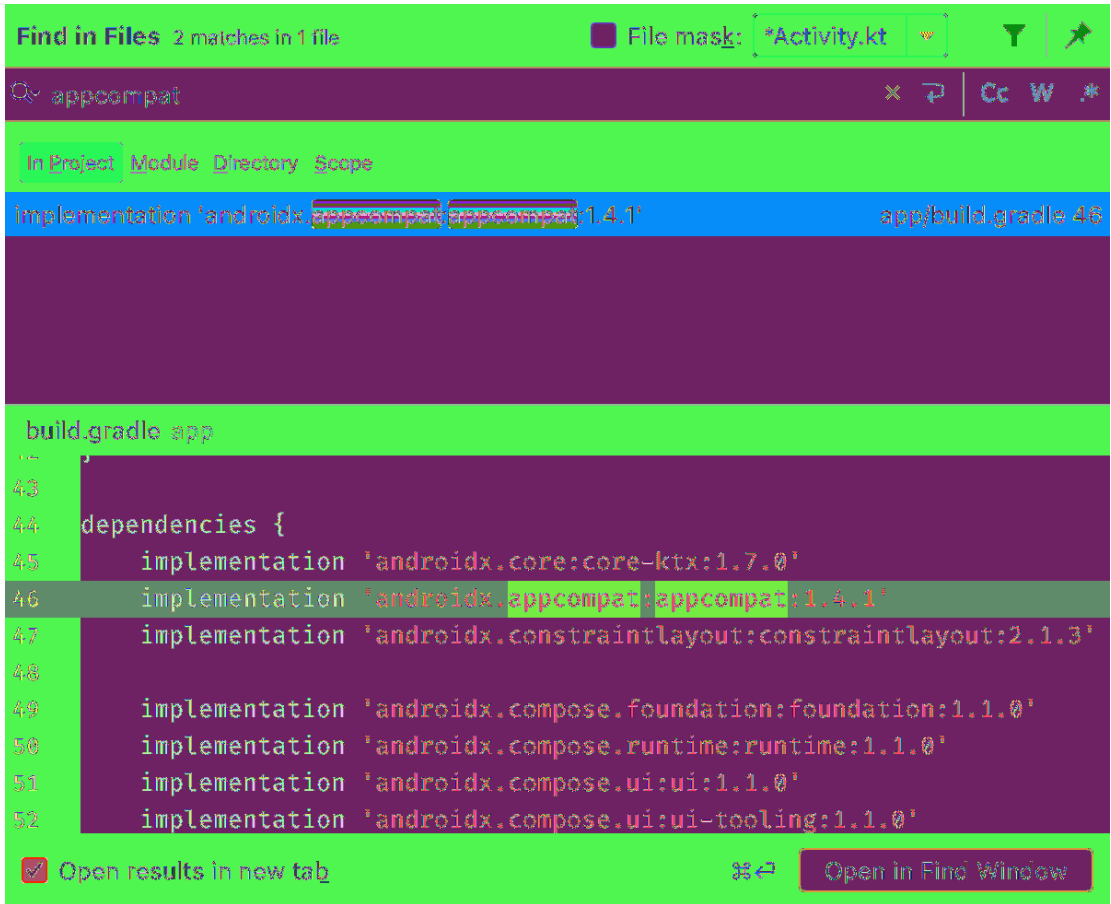 Find in Files 2 matches in 1 file File mask: *Activity.kt
appcompat Cc W .*
In Project Module Directory Scope
implementation 'androidx.appcompat:appcompat:1.4.1' app/build.gradle 46
build.gradle app
43
44 dependencies {
45 implementation 'androidx.core:core-ktx:1.7.0'
46 implementation 'androidx.appcompat:appcompat:1.4.1'
47 implementation 'androidx.constraintlayout:constraintlayout:2.1.3'
48
49 implementation 'androidx.compose.foundation:foundation:1.1.0'
50 implementation 'androidx.compose.runtime:runtime:1.1.0'
51 implementation 'androidx.compose.ui:ui:1.1.0'
52 implementation 'androidx.compose.ui:ui-tooling:1.1.0'
Open results in new tab ⌘↩ Open in Find Window